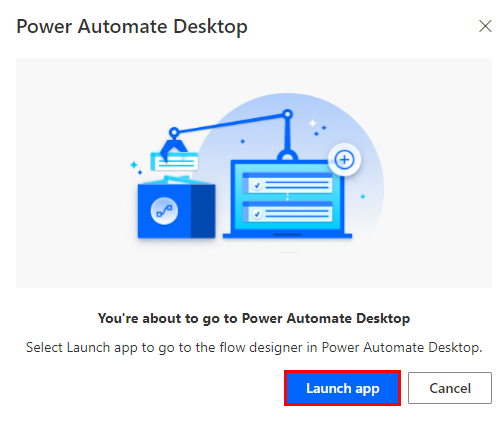 Power Automate Desktop
You're about to go to Power Automate Desktop
Select Launch app to go to the flow designer in Power Automate Desktop.
Launch app
Cancel